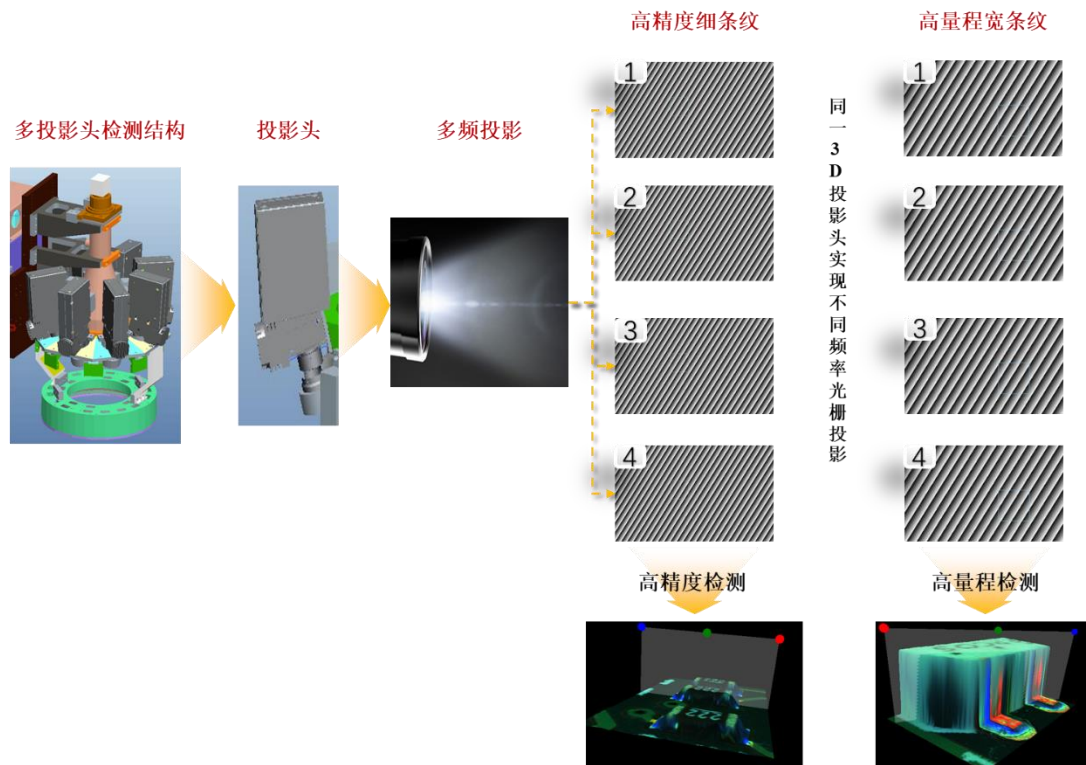 高精度细条纹
高量程宽条纹
多投影头检测结构
投影头
多频投影
1
2
3
4
同一3D投影头实现不同频率光栅投影
1
2
3
4
高精度检测
高量程检测
222